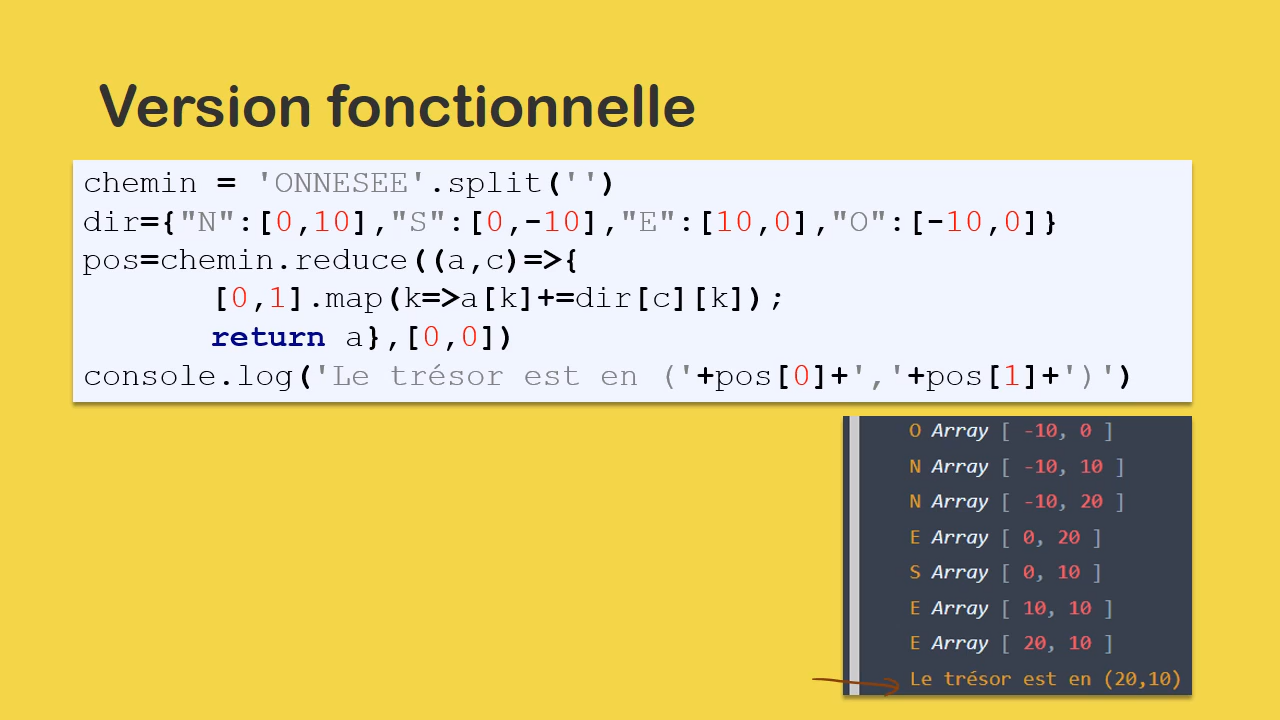 Version fonctionnelle
chemin = 'ONNESEE'.split('')
dir={"N":[0,10],"S":[0,-10],"E":[10,0],"O":[-10,0]}
pos=chemin.reduce((a,c)=>{
[0,1].map(k=>a[k]+=dir[c][k]);
return a},[0,0])
console.log('Le trésor est en ('+pos[0]+','+pos[1]+')')
O Array [ -10, 0 ]
N Array [ -10, 10 ]
N Array [ -10, 20 ]
E Array [ 0, 20 ]
S Array [ 0, 10 ]
E Array [ 10, 10 ]
E Array [ 20, 10 ]
Le trésor est en (20,10)